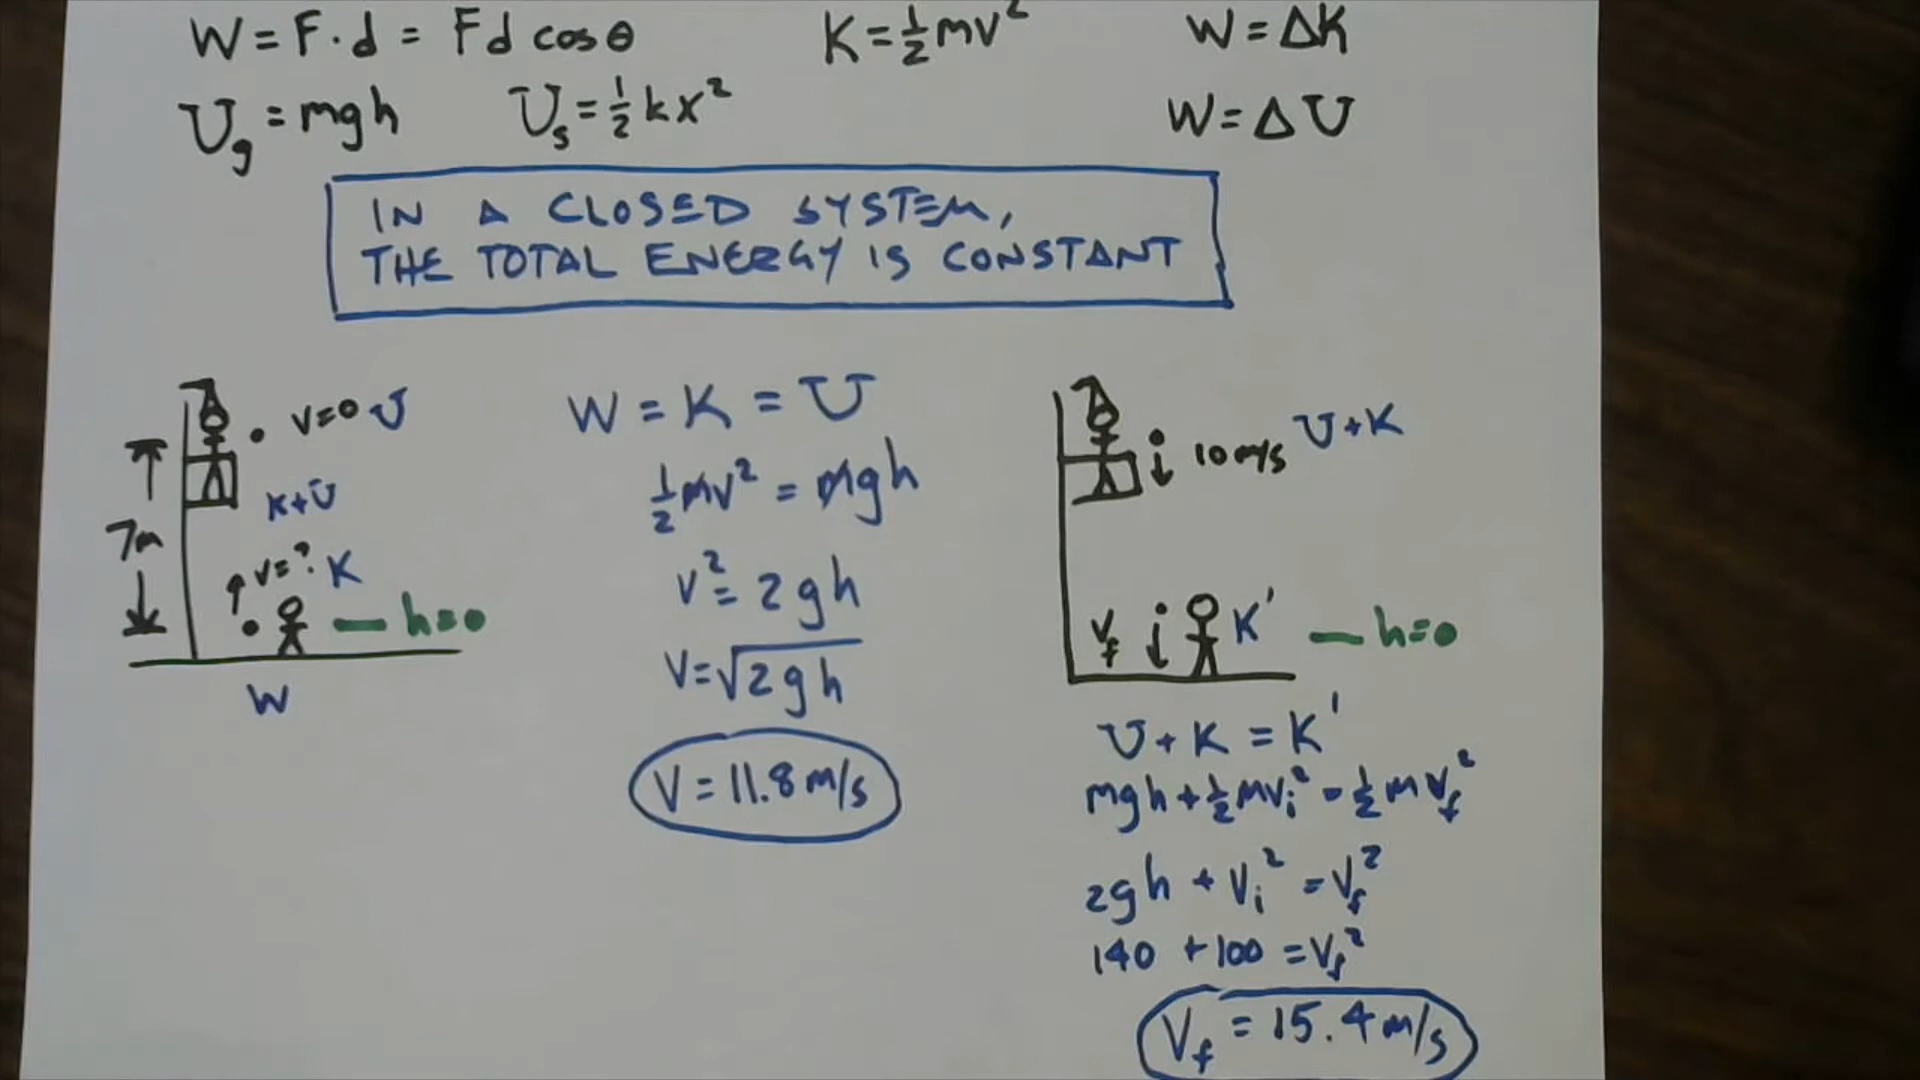 W = F · d = Fd cos θ
K = ½mv²
W = ΔK
U_g = mgh
U_s = ½kx²
W = ΔU
IN A CLOSED SYSTEM,
THE TOTAL ENERGY IS CONSTANT
V=0 U
K+U
7m
V=? K
h=0
W
W = K = U
½mv² = mgh
v² = 2gh
V=√2gh
V = 11.8 m/s
10 m/s U+K
V_f K'
h=0
U + K = K'
mgh + ½mv_i² = ½mv_f²
2gh + V_i² = V_f²
140 + 100 = V_f²
V_f = 15.4 m/s